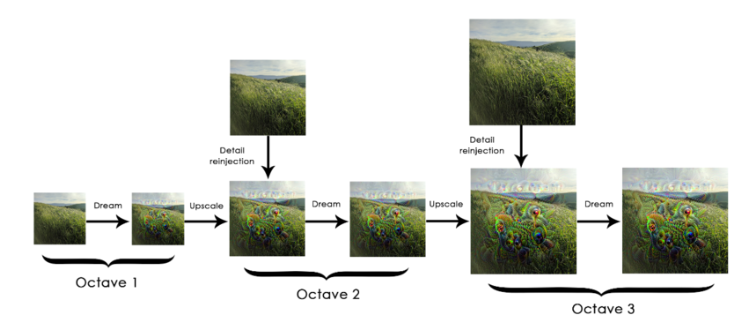 Detail
reinjection
Detail
reinjection
Dream
Upscale
Dream
Upscale
Dream
Octave 1
Octave 2
Octave 3